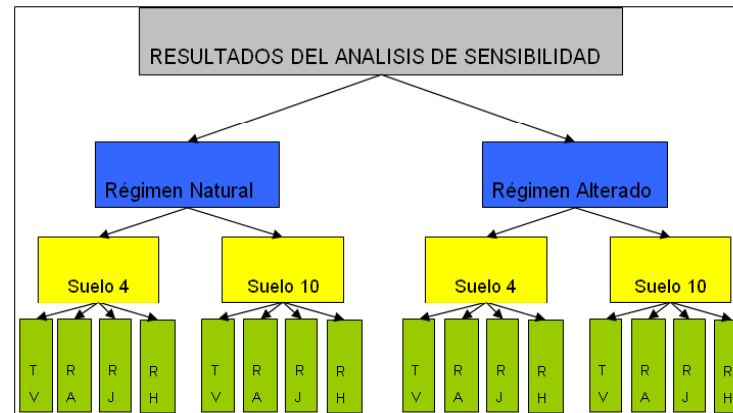 RESULTADOS DEL ANALISIS DE SENSIBILIDAD
Régimen Natural
Régimen Alterado
Suelo 4
Suelo 10
Suelo 4
Suelo 10
T V
R A
R J
R H
T V
R A
R J
R H
T V
R A
R J
R H
T V
R A
R J
R H